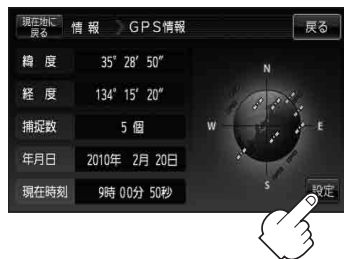 現在地に
戻る
情報 GPS情報
戻る
緯度 35°28′50″
経度 134°15′20″
捕捉数 5個
年月日 2010年 2月20日
現在時刻 9時00分50秒
N
W E
S
設定